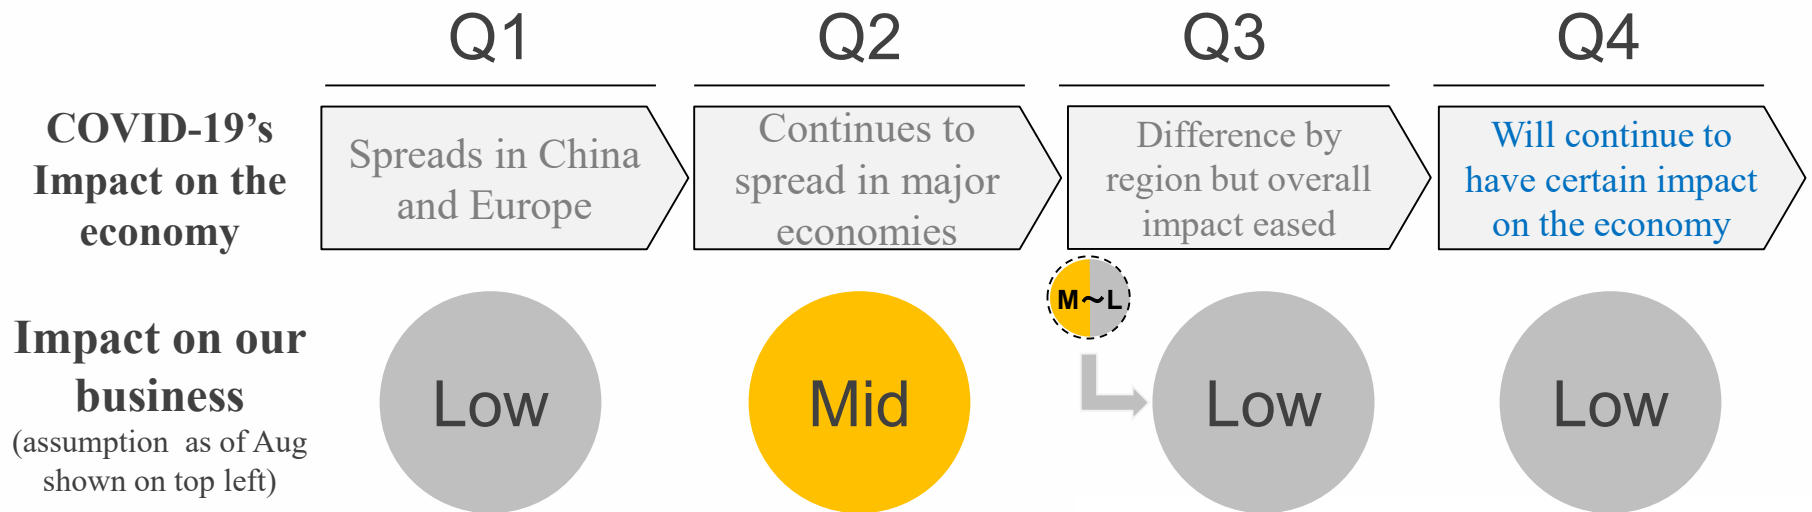 Q1
Q2
Q3
Q4
COVID-19’s
Impact on the
economy
Spreads in China
and Europe
Continues to
spread in major
economies
Difference by
region but overall
impact eased
Will continue to
have certain impact
on the economy
M～L
Impact on our
business
(assumption as of Aug
shown on top left)
Low
Mid
Low
Low